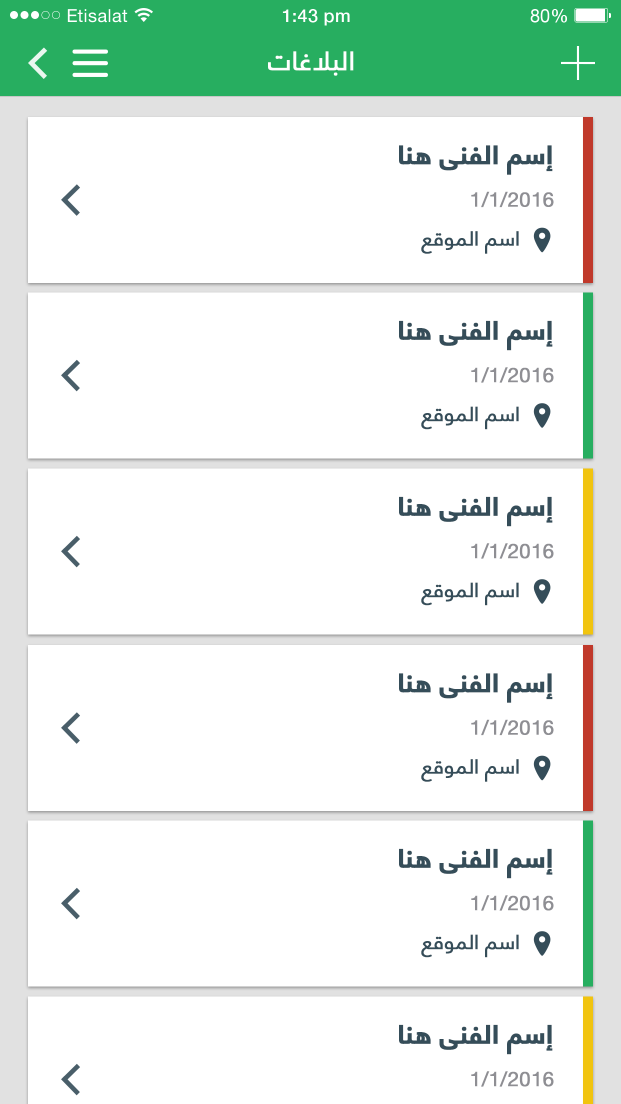 Etisalat 1:43 pm 80%
البلاغات
إسم الفنى هنا
1/1/2016
اسم الموقع
إسم الفنى هنا
1/1/2016
اسم الموقع
إسم الفنى هنا
1/1/2016
اسم الموقع
إسم الفنى هنا
1/1/2016
اسم الموقع
إسم الفنى هنا
1/1/2016
اسم الموقع
إسم الفنى هنا
1/1/2016